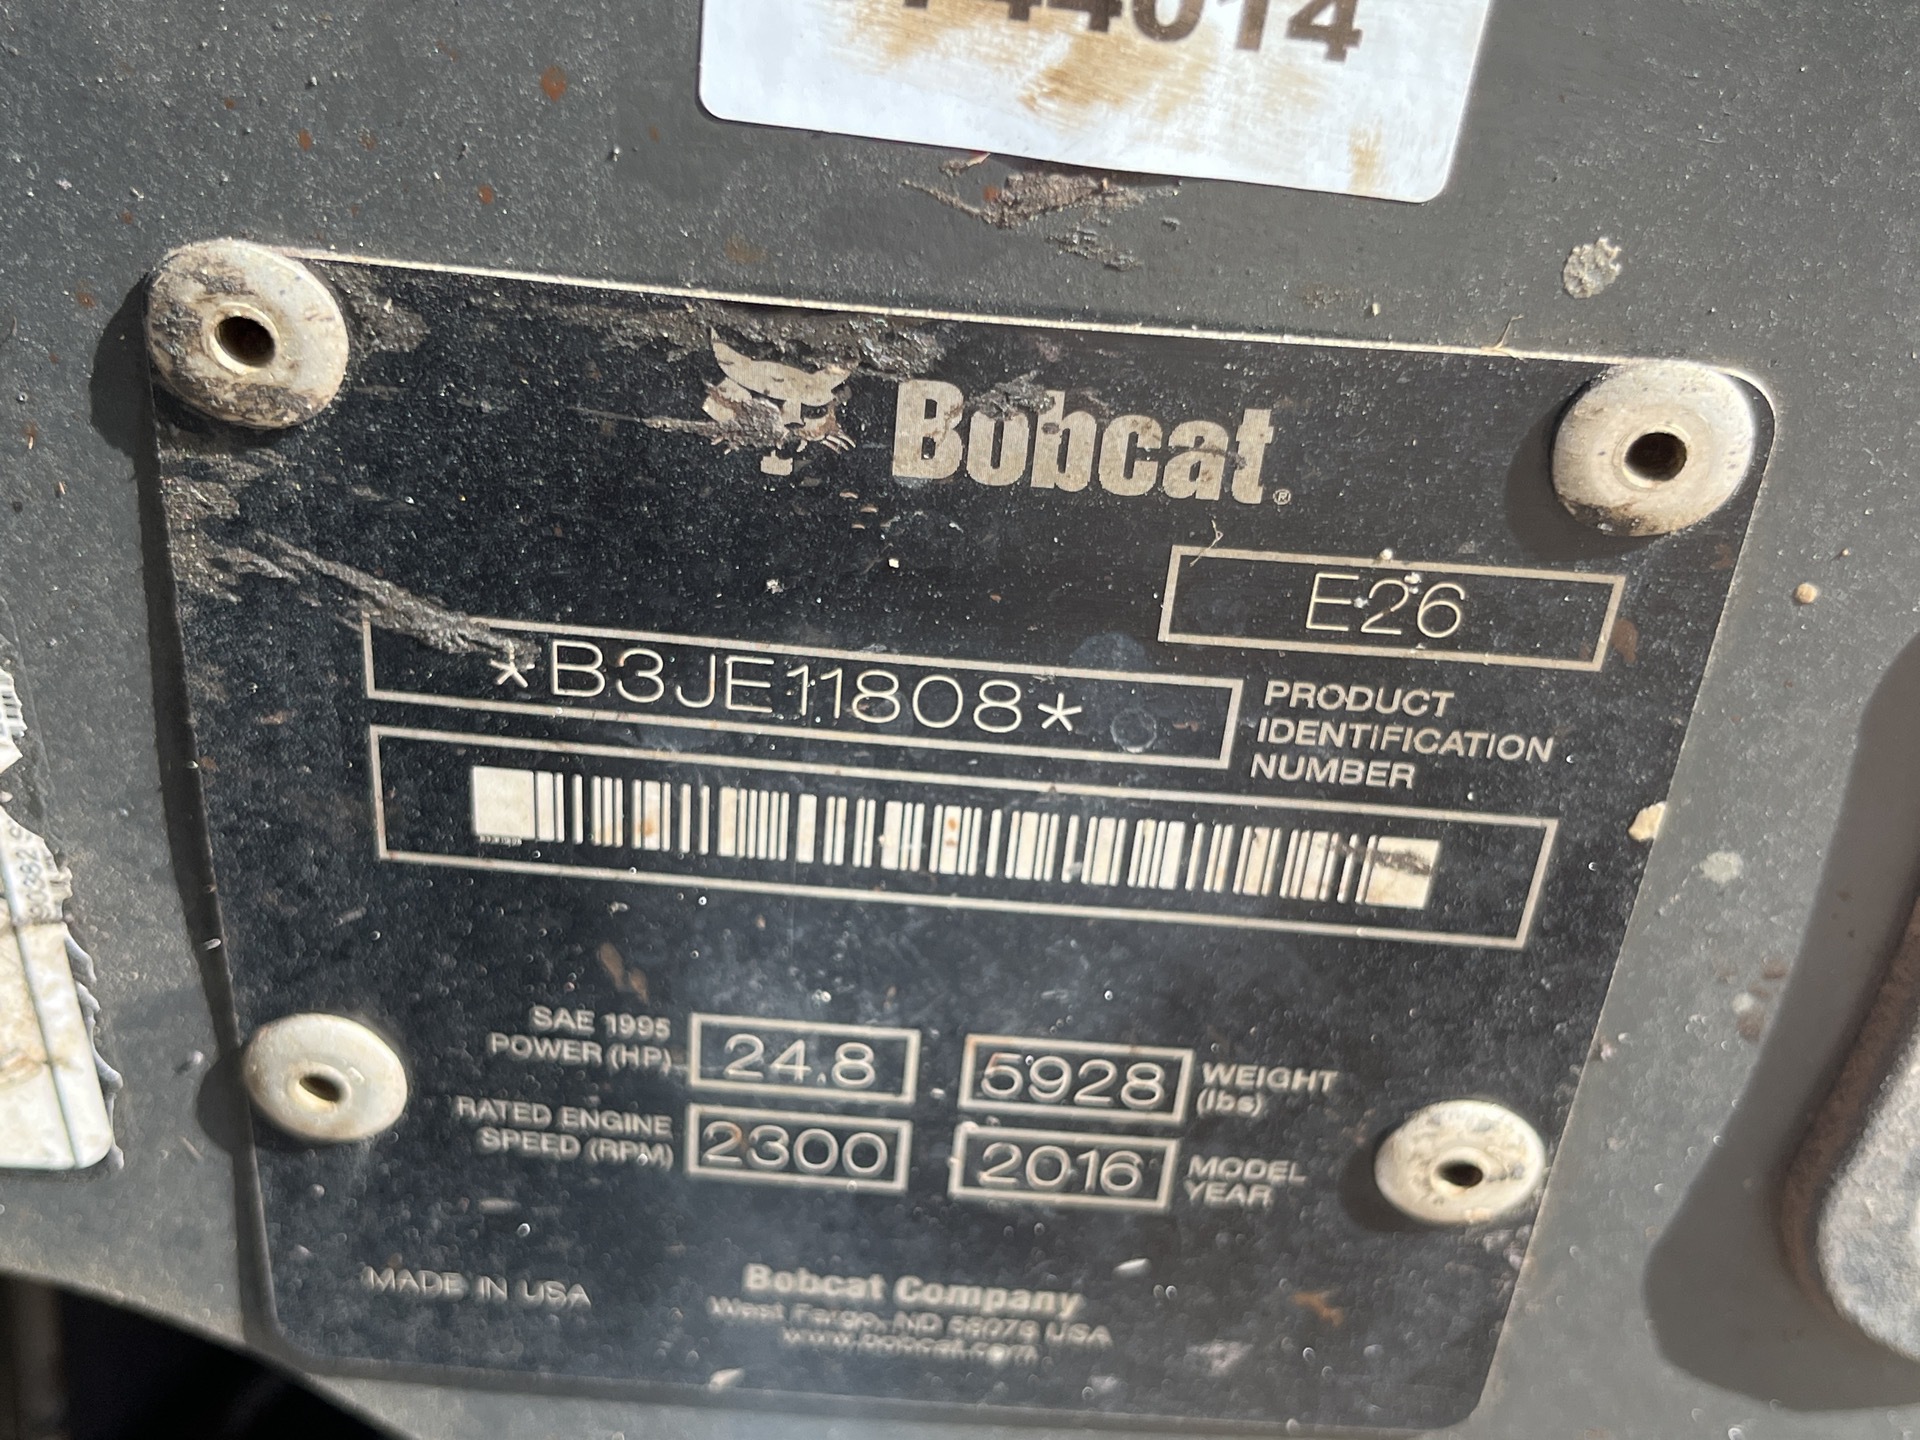 Bobcat®
E26
*B3JE11808*
PRODUCT
IDENTIFICATION
NUMBER
SAE 1995
POWER (HP)
24.8
5928
WEIGHT
(lbs)
RATED ENGINE
SPEED (RPM)
2300
2016
MODEL
YEAR
MADE IN USA
Bobcat Company
West Fargo, ND 58078 USA
www.bobcat.com